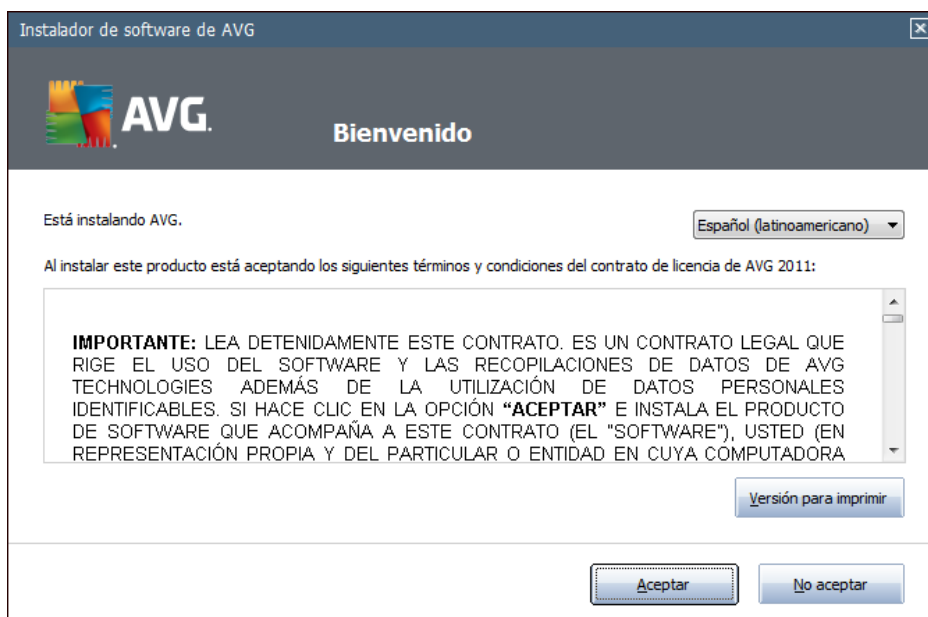 Instalador de software de AVG
AVG.
Bienvenido
Está instalando AVG.
Español (latinoamericano)
Al instalar este producto está aceptando los siguientes términos y condiciones del contrato de licencia de AVG 2011:
IMPORTANTE: LEA DETENIDAMENTE ESTE CONTRATO. ES UN CONTRATO LEGAL QUE
RIGE EL USO DEL SOFTWARE Y LAS RECOPILACIONES DE DATOS DE AVG
TECHNOLOGIES ADEMÁS DE LA UTILIZACIÓN DE DATOS PERSONALES
IDENTIFICABLES. SI HACE CLIC EN LA OPCIÓN “ACEPTAR” E INSTALA EL PRODUCTO
DE SOFTWARE QUE ACOMPAÑA A ESTE CONTRATO (EL "SOFTWARE"), USTED (EN
REPRESENTACIÓN PROPIA Y DEL PARTICULAR O ENTIDAD EN CUYA COMPUTADORA
Versión para imprimir
Aceptar
No aceptar